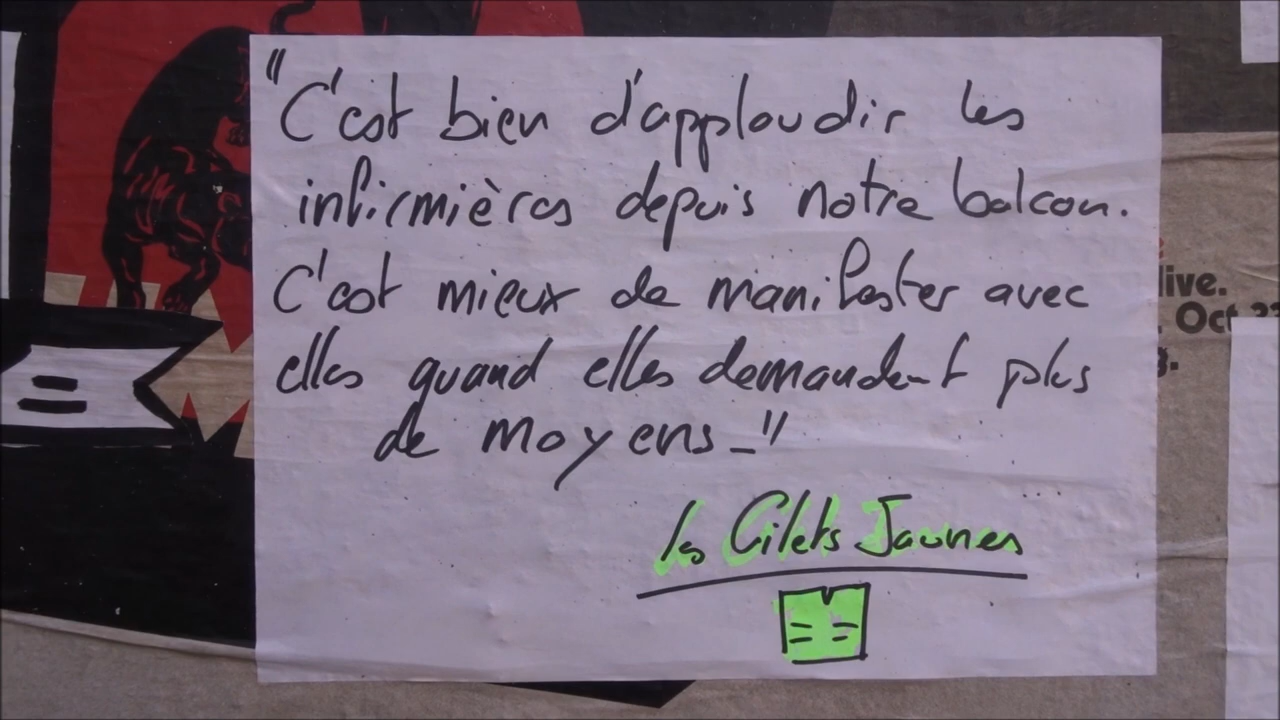 "C'est bien d'applaudir les
infirmières depuis notre balcon.
C'est mieux de manifester avec
elles quand elles demandent plus
de moyens_"
les Gilets Jaunes
live.
Oct